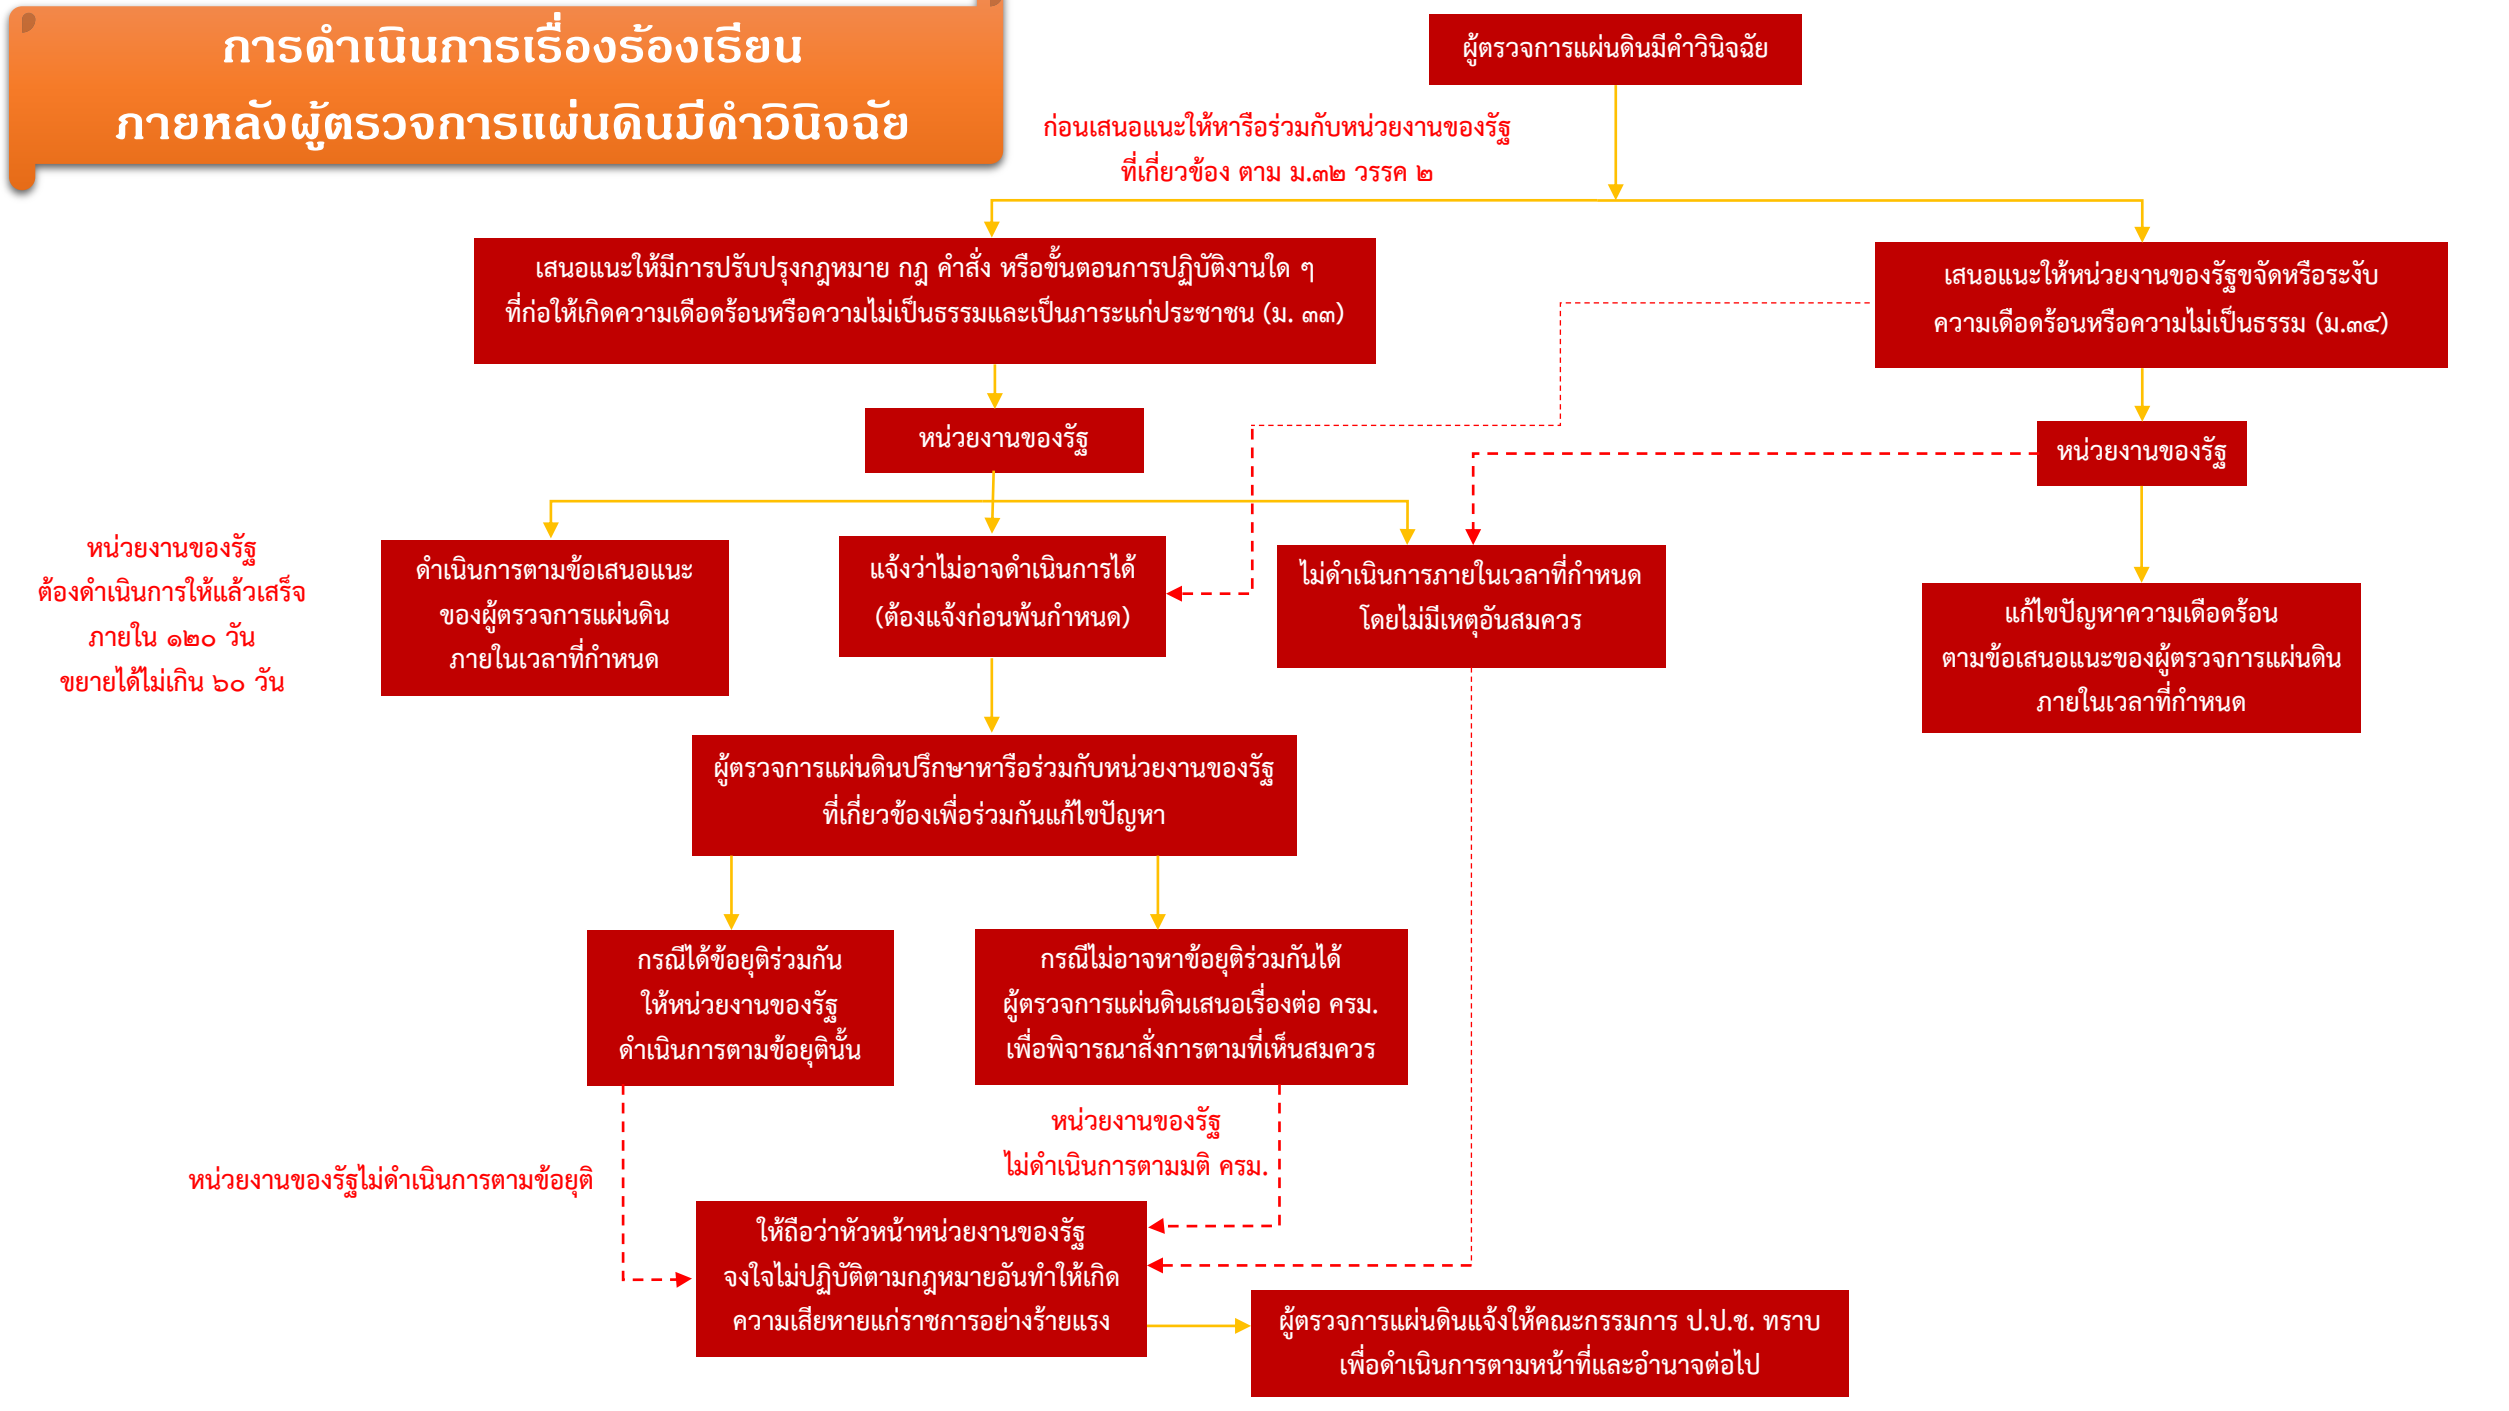 การดำเนินการเรื่องร้องเรียน
ภายหลังผู้ตรวจการแผ่นดินมีคำวินิจฉัย
ผู้ตรวจการแผ่นดินมีคำวินิจฉัย
ก่อนเสนอแนะให้หารือร่วมกับหน่วยงานของรัฐ
ที่เกี่ยวข้อง ตาม ม.๓๒ วรรค ๒
เสนอแนะให้มีการปรับปรุงกฎหมาย กฎ คำสั่ง หรือขั้นตอนการปฏิบัติงานใด ๆ
ที่ก่อให้เกิดความเดือดร้อนหรือความไม่เป็นธรรมและเป็นภาระแก่ประชาชน (ม. ๓๓)
เสนอแนะให้หน่วยงานของรัฐขจัดหรือระงับ
ความเดือดร้อนหรือความไม่เป็นธรรม (ม.๓๔)
หน่วยงานของรัฐ
หน่วยงานของรัฐ
หน่วยงานของรัฐ
ต้องดำเนินการให้แล้วเสร็จ
ภายใน ๑๒๐ วัน
ขยายได้ไม่เกิน ๖๐ วัน
ดำเนินการตามข้อเสนอแนะ
ของผู้ตรวจการแผ่นดิน
ภายในเวลาที่กำหนด
แจ้งว่าไม่อาจดำเนินการได้
(ต้องแจ้งก่อนพ้นกำหนด)
ไม่ดำเนินการภายในเวลาที่กำหนด
โดยไม่มีเหตุอันสมควร
แก้ไขปัญหาความเดือดร้อน
ตามข้อเสนอแนะของผู้ตรวจการแผ่นดิน
ภายในเวลาที่กำหนด
ผู้ตรวจการแผ่นดินปรึกษาหารือร่วมกับหน่วยงานของรัฐ
ที่เกี่ยวข้องเพื่อร่วมกันแก้ไขปัญหา
กรณีได้ข้อยุติร่วมกัน
ให้หน่วยงานของรัฐ
ดำเนินการตามข้อยุตินั้น
กรณีไม่อาจหาข้อยุติร่วมกันได้
ผู้ตรวจการแผ่นดินเสนอเรื่องต่อ ครม.
เพื่อพิจารณาสั่งการตามที่เห็นสมควร
หน่วยงานของรัฐ
ไม่ดำเนินการตามมติ ครม.
หน่วยงานของรัฐไม่ดำเนินการตามข้อยุติ
ให้ถือว่าหัวหน้าหน่วยงานของรัฐ
จงใจไม่ปฏิบัติตามกฎหมายอันทำให้เกิด
ความเสียหายแก่ราชการอย่างร้ายแรง
ผู้ตรวจการแผ่นดินแจ้งให้คณะกรรมการ ป.ป.ช. ทราบ
เพื่อดำเนินการตามหน้าที่และอำนาจต่อไป